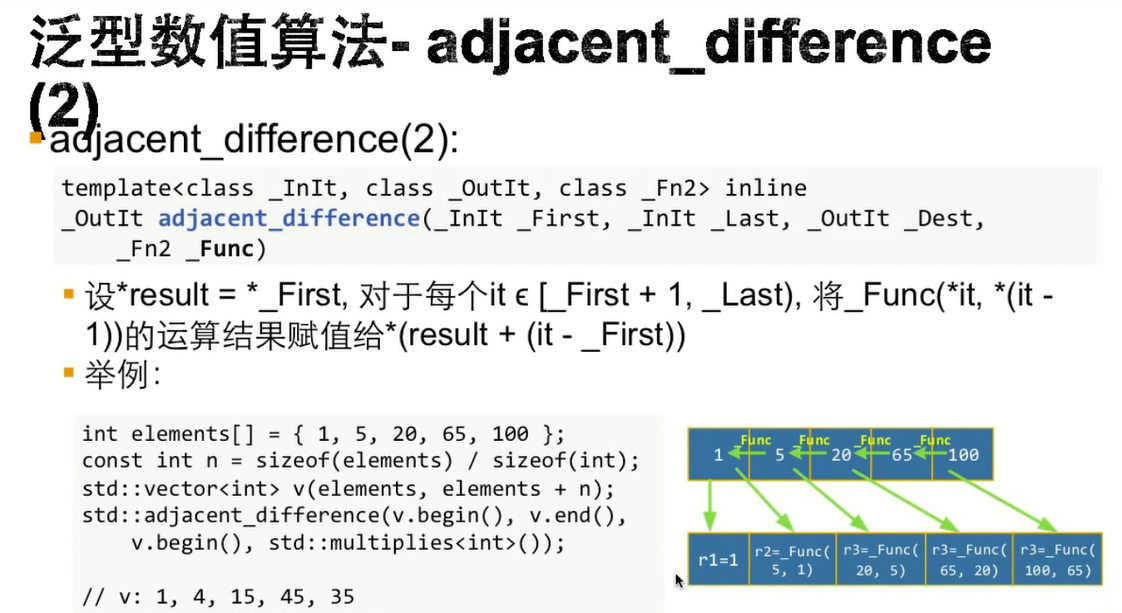 泛型数值算法- adjacent_difference
(2)
adjacent_difference(2):
template<class _InIt, class _OutIt, class _Fn2> inline
_OutIt adjacent_difference(_InIt _First, _InIt _Last, _OutIt _Dest,
_Fn2 _Func)
设*result = *_First, 对于每个it ϵ [_First + 1, _Last), 将_Func(*it, *(it -
1))的运算结果赋值给*(result + (it - _First))
举例：
int elements[] = { 1, 5, 20, 65, 100 };
const int n = sizeof(elements) / sizeof(int);
std::vector<int> v(elements, elements + n);
std::adjacent_difference(v.begin(), v.end(),
v.begin(), std::multiplies<int>());
// v: 1, 4, 15, 45, 35
_Func _Func _Func _Func
1 5 20 65 100
r1=1 r2=_Func( r3=_Func( r3=_Func( r3=_Func(
5, 1) 20, 5) 65, 20) 100, 65)